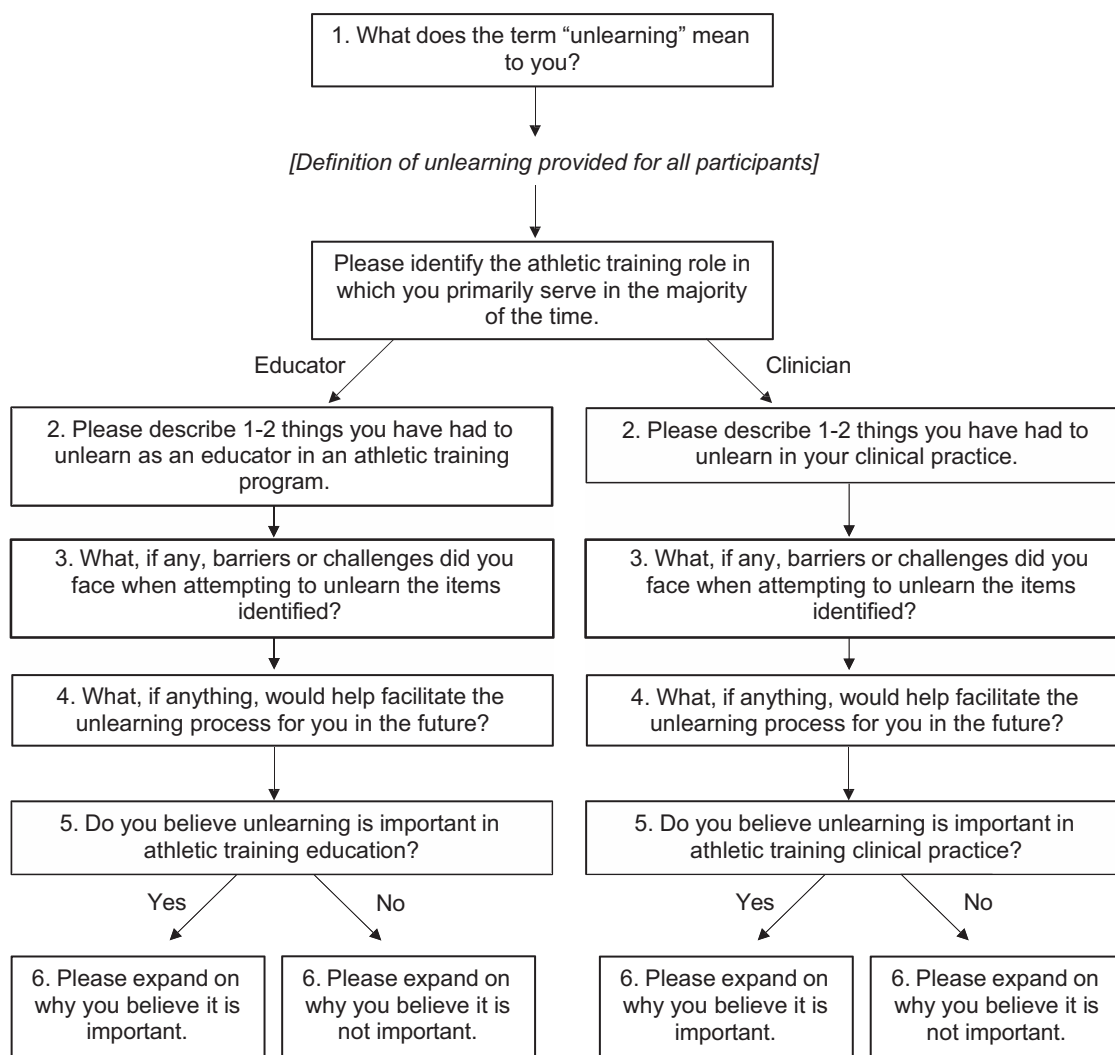 1. What does the term “unlearning” mean
to you?
[Definition of unlearning provided for all participants]
Please identify the athletic training role in
which you primarily serve in the majority
of the time.
Educator
Clinician
2. Please describe 1-2 things you have had to
unlearn as an educator in an athletic training
program.
2. Please describe 1-2 things you have had to
unlearn in your clinical practice.
3. What, if any, barriers or challenges did you
face when attempting to unlearn the items
identified?
3. What, if any, barriers or challenges did you
face when attempting to unlearn the items
identified?
4. What, if anything, would help facilitate the
unlearning process for you in the future?
4. What, if anything, would help facilitate the
unlearning process for you in the future?
5. Do you believe unlearning is important in
athletic training education?
5. Do you believe unlearning is important in
athletic training clinical practice?
Yes
No
Yes
No
6. Please expand on
why you believe it is
important.
6. Please expand on
why you believe it is
not important.
6. Please expand on
why you believe it is
important.
6. Please expand on
why you believe it is
not important.